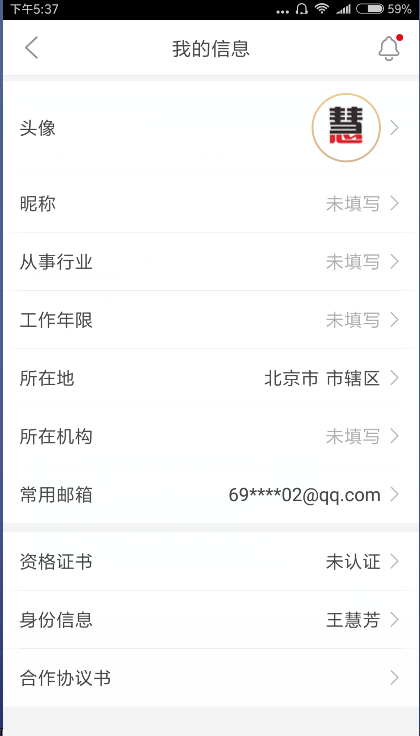 下午5:37
59%
我的信息
头像
慧
昵称 未填写
从事行业 未填写
工作年限 未填写
所在地 北京市 市辖区
所在机构 未填写
常用邮箱 69****02@qq.com
资格证书 未认证
身份信息 王慧芳
合作协议书